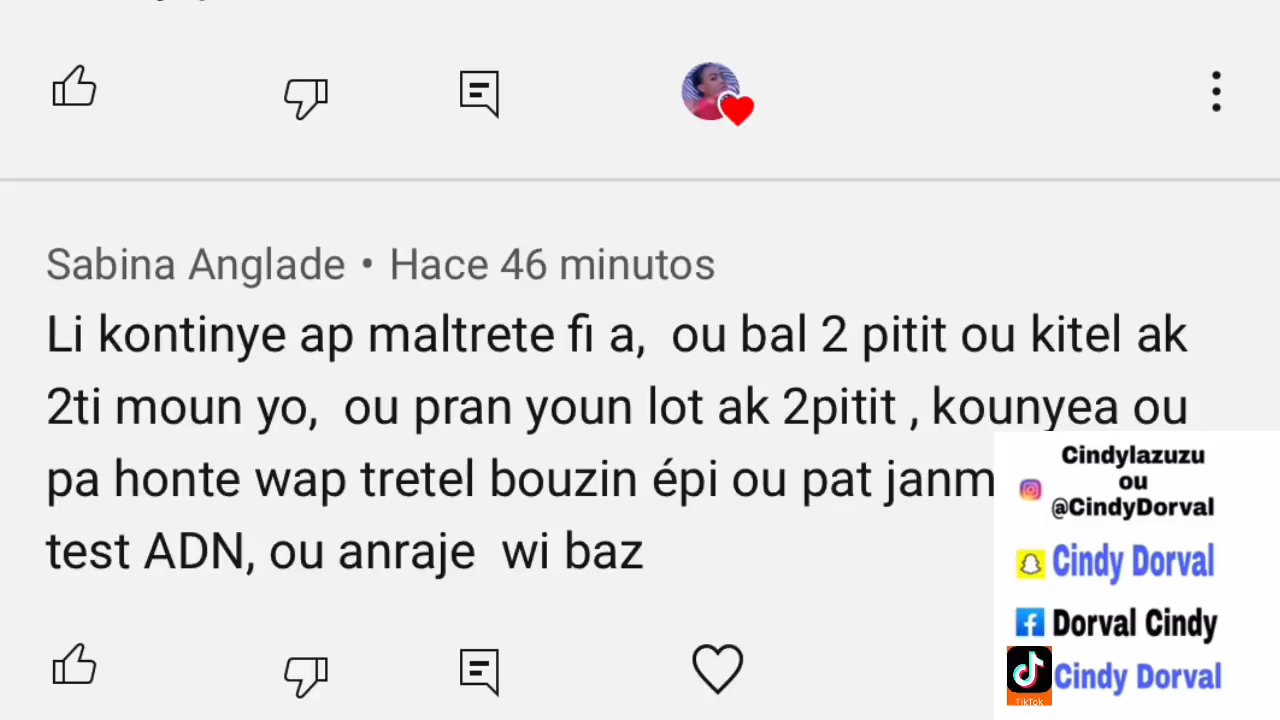 Sabina Anglade • Hace 46 minutos
Li kontinye ap maltrete fi a,  ou bal 2 pitit ou kitel ak
2ti moun yo,  ou pran youn lot ak 2pitit , kounyea ou
pa honte wap tretel bouzin épi ou pat janm
test ADN, ou anraje  wi baz
Cindylazuzu
ou
@CindyDorval
Cindy Dorval
Dorval Cindy
Cindy Dorval
TikTok